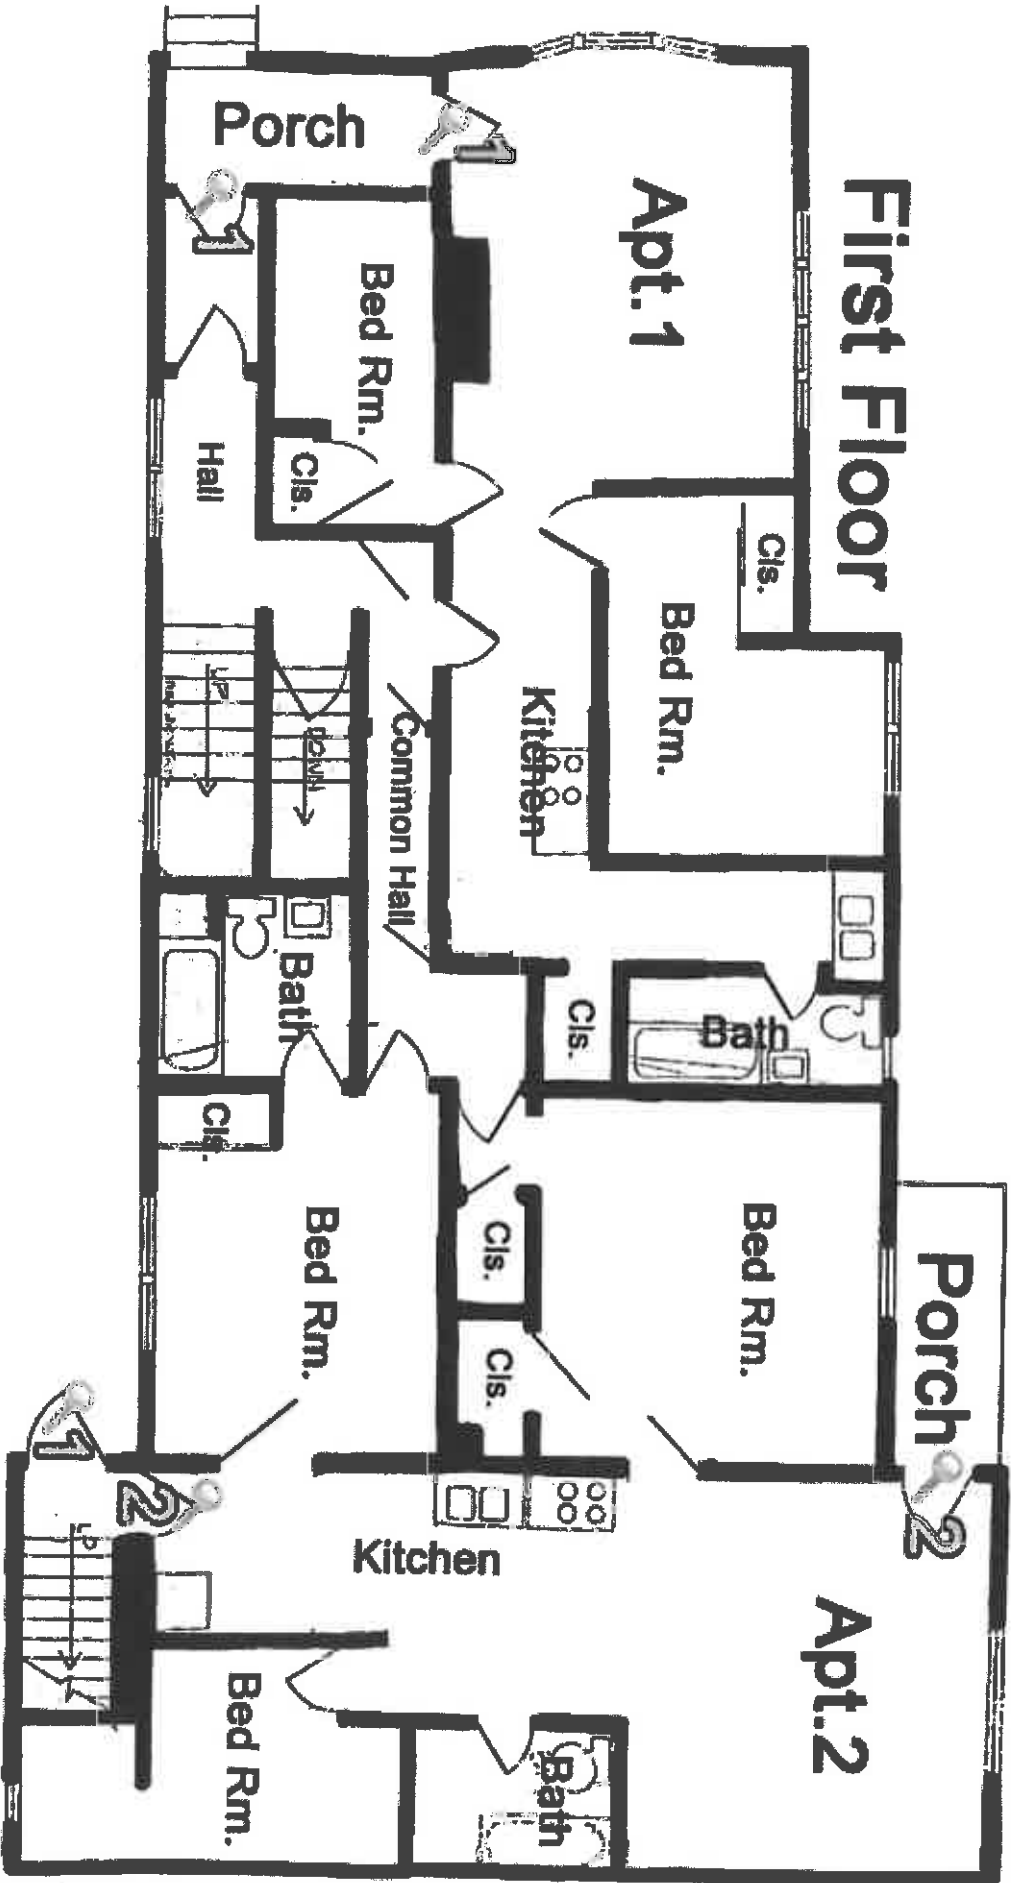 First Floor
Porch
Apt. 1
1
1
Bed Rm.
Cls.
Hall
Cls.
Bed Rm.
Kitchen
UP
DOWN
Common Hall
Bath
Cls.
Bath
Cls.
Bed Rm.
Cls.
Cls.
Bed Rm.
Porch
1
2
2
UP
Kitchen
Apt.2
Bed Rm.
Bath